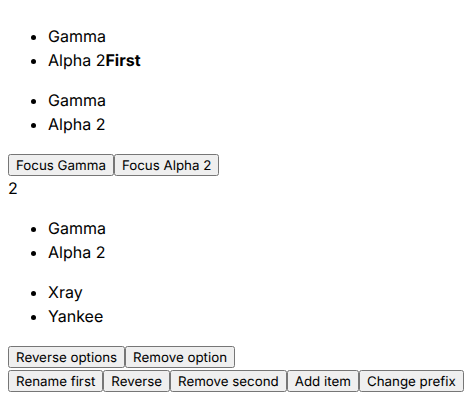 Gamma
Alpha 2First
Gamma
Alpha 2
Focus Gamma Focus Alpha 2
2
Gamma
Alpha 2
Xray
Yankee
Reverse options Remove option
Rename first Reverse Remove second Add item Change prefix